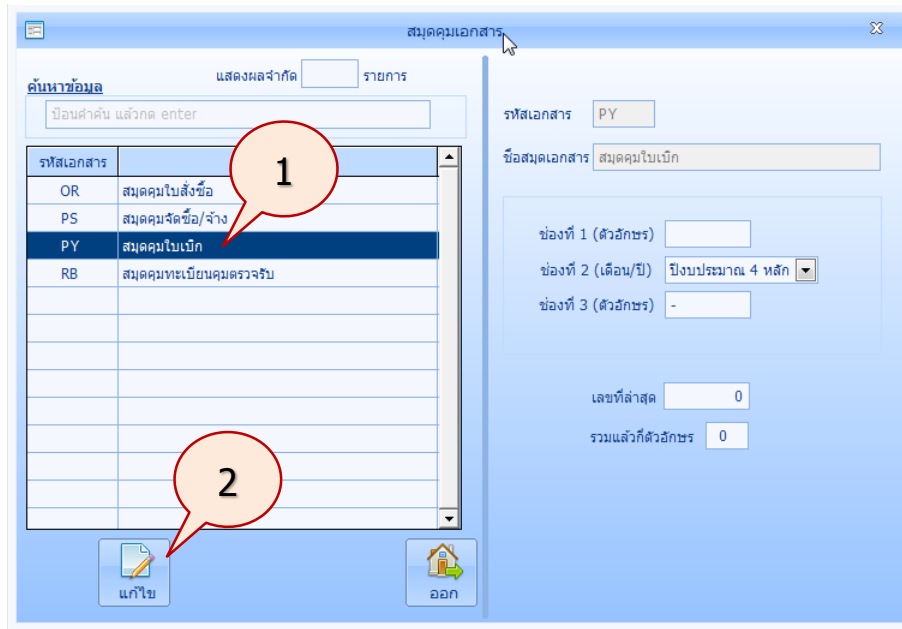 สมุดคุมเอกสาร
แสดงผลจำกัด รายการ
ค้นหาข้อมูล
ป้อนคำค้น แล้วกด enter
รหัสเอกสาร
OR สมุดคุมใบสั่งซื้อ
PS สมุดคุมจัดซื้อ/จ้าง
PY สมุดคุมใบเบิก
RB สมุดคุมทะเบียนคุมตรวจรับ
1
2
แก้ไข
ออก
รหัสเอกสาร PY
ชื่อสมุดเอกสาร สมุดคุมใบเบิก
ช่องที่ 1 (ตัวอักษร)
ช่องที่ 2 (เดือน/ปี) ปีงบประมาณ 4 หลัก
ช่องที่ 3 (ตัวอักษร) -
เลขที่ล่าสุด 0
รวมแล้วกี่ตัวอักษร 0